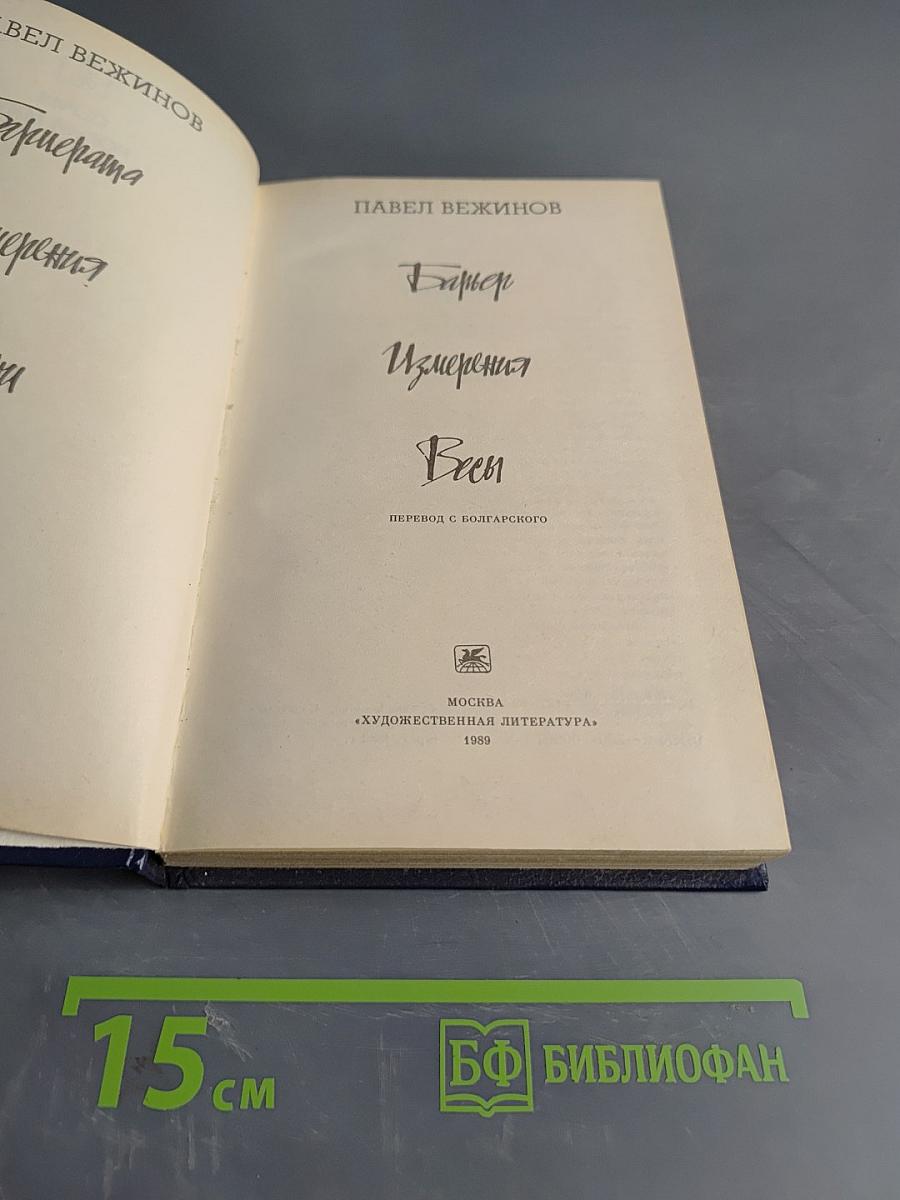 ВЕЖИНОВ
ПАВЕЛ ВЕЖИНОВ
Барьер
Измерения
Весы
ПЕРЕВОД С БОЛГАРСКОГО
МОСКВА
«ХУДОЖЕСТВЕННАЯ ЛИТЕРАТУРА»
1989
15 см
БФ БИБЛИОФАН